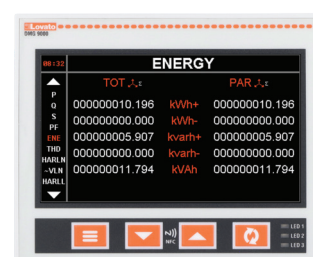 Lovato
DMG 9000
08:32
ENERGY
TOT Σ PAR Σ
P
Q
S
PF
ENE
THD
HARLN
~VLN
HARLL
000000010.196 kWh+ 000000010.196
000000000.000 kWh- 000000000.000
000000005.907 kvarh+ 000000005.907
000000000.000 kvarh- 000000000.000
000000011.794 kVAh 000000011.794
NFC
LED 1
LED 2
LED 3